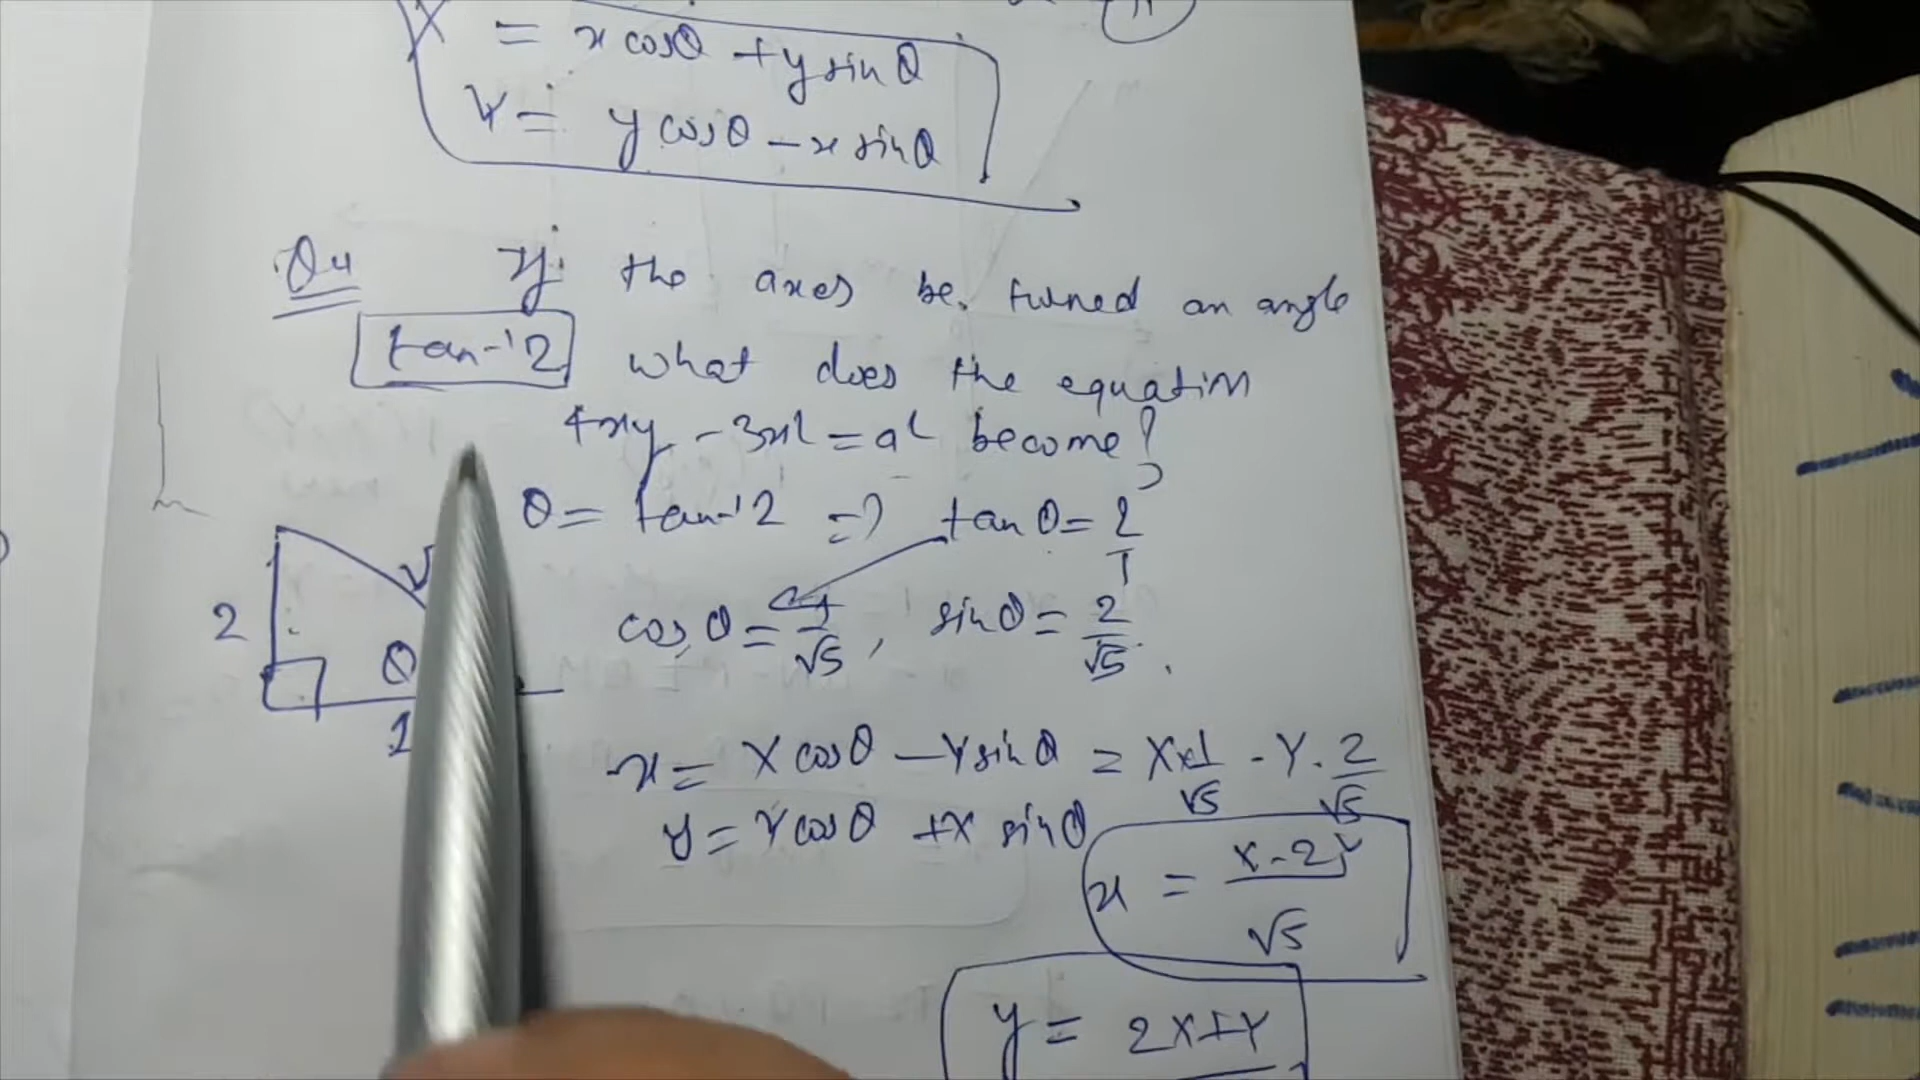 X = x cosθ + y sinθ
Y = y cosθ - x sinθ
Q4 If the axes be turned an angle
tan-12 what does the equation
4xy - 3x2 = a2 become?
θ = tan-12 => tan θ = 2/1
2
θ
1
cos θ = 1/√5, sinθ = 2/√5.
x = X cosθ - Y sinθ = X×1/√5 - Y.2/√5
y = Y cosθ + X sinθ
x = X-2Y/√5
y = 2X+Y